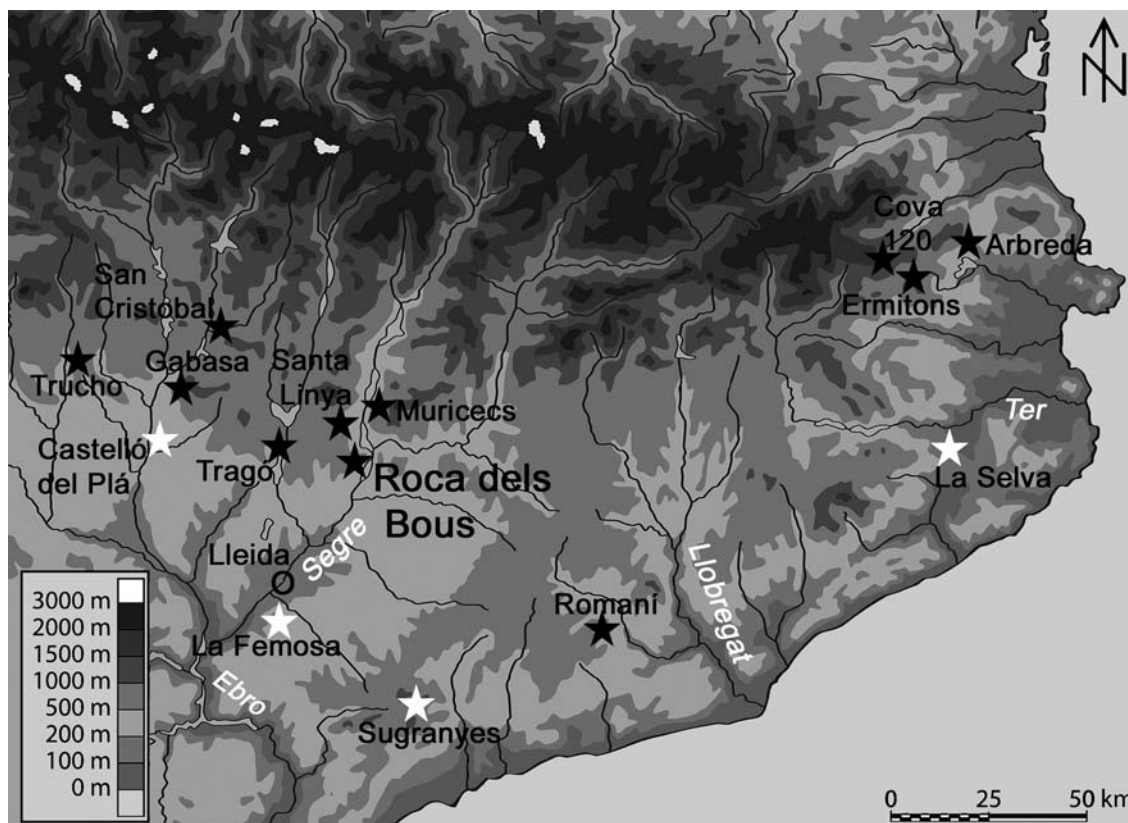 N
Cova
120
Arbreda
Ermitons
San
Cristóbal
Gabasa
Trucho
Santa
Linya
Muricecs
Castelló
del Plá
Tragó
Roca dels
Bous
Ter
La Selva
Lleida
Segre
Llobregat
Romaní
La Femosa
Ebro
Sugranyes
3000 m
2000 m
1500 m
1000 m
500 m
200 m
100 m
0 m
0 25 50 km